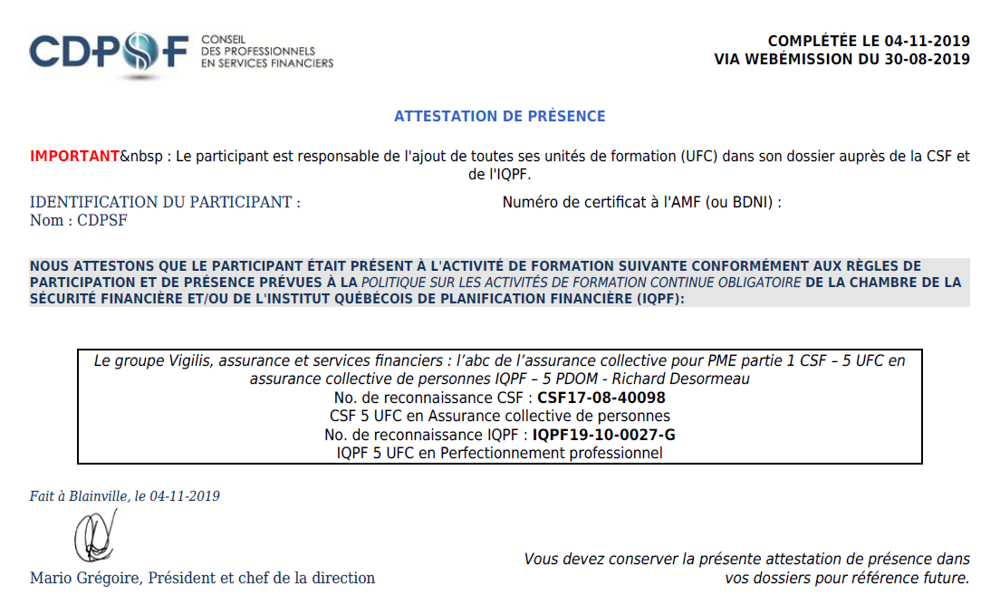 CDPSF CONSEIL
DES PROFESSIONNELS
EN SERVICES FINANCIERS
COMPLÉTÉE LE 04-11-2019
VIA WEBÉMISSION DU 30-08-2019
ATTESTATION DE PRÉSENCE
IMPORTANT&nbsp : Le participant est responsable de l'ajout de toutes ses unités de formation (UFC) dans son dossier auprès de la CSF et
de l'IQPF.
IDENTIFICATION DU PARTICIPANT :
Nom : CDPSF
Numéro de certificat à l'AMF (ou BDNI) :
NOUS ATTESTONS QUE LE PARTICIPANT ÉTAIT PRÉSENT À L'ACTIVITÉ DE FORMATION SUIVANTE CONFORMÉMENT AUX RÈGLES DE
PARTICIPATION ET DE PRÉSENCE PRÉVUES À LA POLITIQUE SUR LES ACTIVITÉS DE FORMATION CONTINUE OBLIGATOIRE DE LA CHAMBRE DE LA
SÉCURITÉ FINANCIÈRE ET/OU DE L'INSTITUT QUÉBÉCOIS DE PLANIFICATION FINANCIÈRE (IQPF):
Le groupe Vigilis, assurance et services financiers : l’abc de l’assurance collective pour PME partie 1 CSF – 5 UFC en
assurance collective de personnes IQPF – 5 PDOM - Richard Desormeau
No. de reconnaissance CSF : CSF17-08-40098
CSF 5 UFC en Assurance collective de personnes
No. de reconnaissance IQPF : IQPF19-10-0027-G
IQPF 5 UFC en Perfectionnement professionnel
Fait à Blainville, le 04-11-2019
Mario Grégoire, Président et chef de la direction
Vous devez conserver la présente attestation de présence dans
vos dossiers pour référence future.